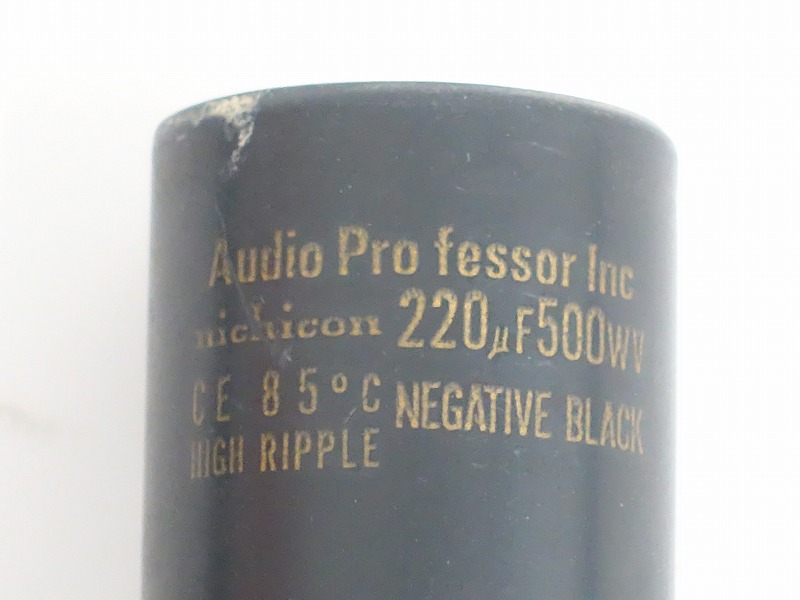 Audio Pro fessor Inc
nichicon 220μF500WV
CE 85°C NEGATIVE BLACK
HIGH RIPPLE